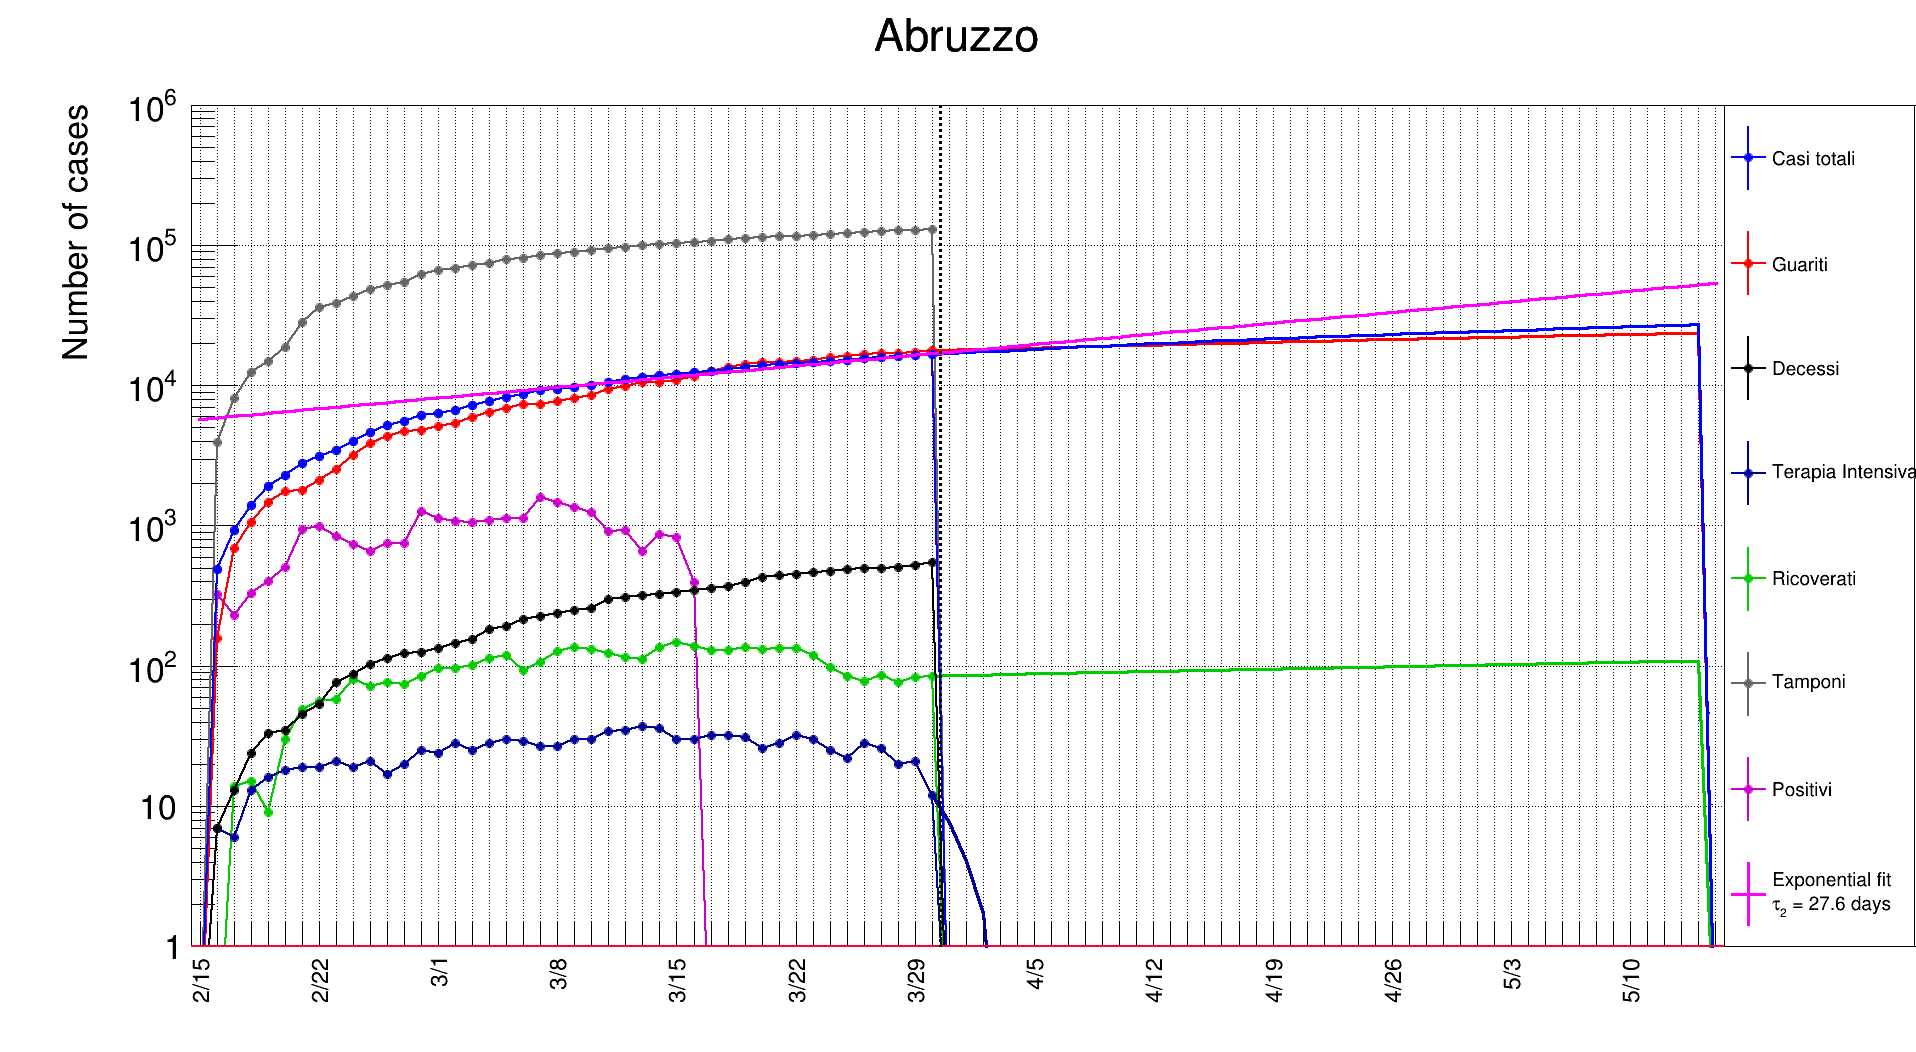 Abruzzo
Number of cases
10^6
10^5
10^4
10^3
10^2
10
1
2/15
2/22
3/1
3/8
3/15
3/22
3/29
4/5
4/12
4/19
4/26
5/3
5/10
Casi totali
Guariti
Decessi
Terapia Intensiva
Ricoverati
Tamponi
Positivi
Exponential fit
τ₂ = 27.6 days